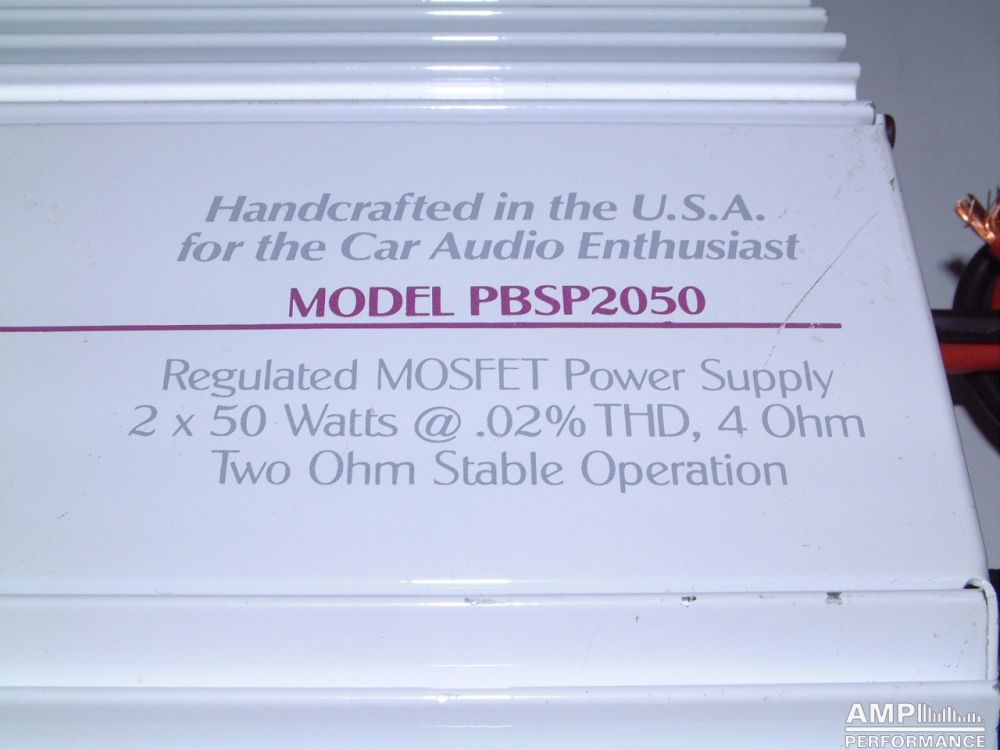 Handcrafted in the U.S.A.
for the Car Audio Enthusiast
MODEL PBSP2050
Regulated MOSFET Power Supply
2 x 50 Watts @ .02% THD, 4 Ohm
Two Ohm Stable Operation
AMP
PERFORMANCE